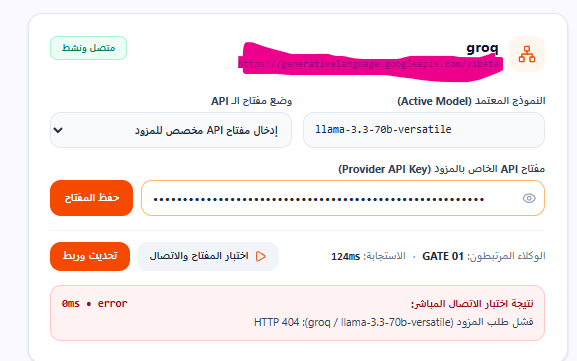 groq
متصل ونشط
https://generativelanguage.googleapis.com/v1beta
النموذج المعتمد (Active Model)
وضع مفتاح الـ API
llama-3.3-70b-versatile
إدخال مفتاح API مخصص للمزود
مفتاح API الخاص بالمزود (Provider API Key)
حفظ المفتاح
الوكلاء المرتبطون: GATE 01 • الاستجابة: 124ms
اختبار المفتاح والاتصال
تحديث وربط
نتيجة اختبار الاتصال المباشر:
0ms • error
فشل طلب المزود (groq / llama-3.3-70b-versatile): HTTP 404